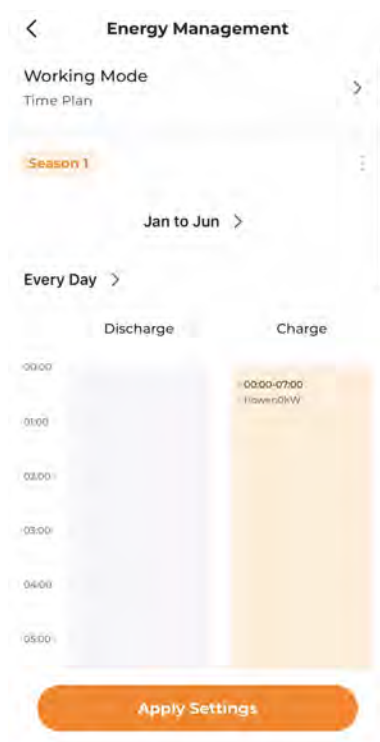 Energy Management
Working Mode
Time Plan
Season 1
Jan to Jun
Every Day
Discharge Charge
00:00
00:00-07:00
01:00
02:00
03:00
04:00
05:00
Apply Settings